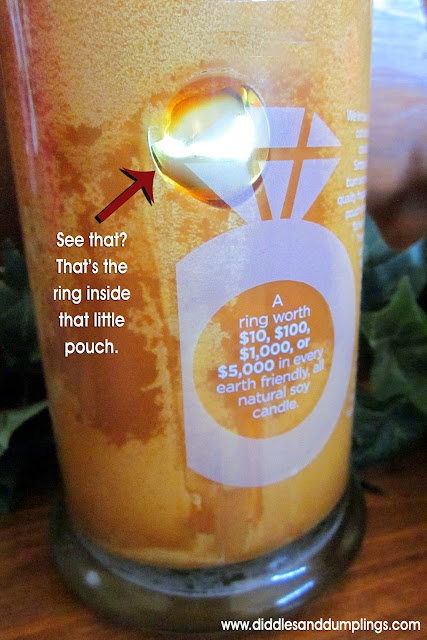 See that?
That's the
ring inside
that little
pouch.
A
ring worth
$10, $100,
$1,000, or
$5,000 in every
earth friendly, all
natural soy
candle.
www.diddlesanddumplings.com